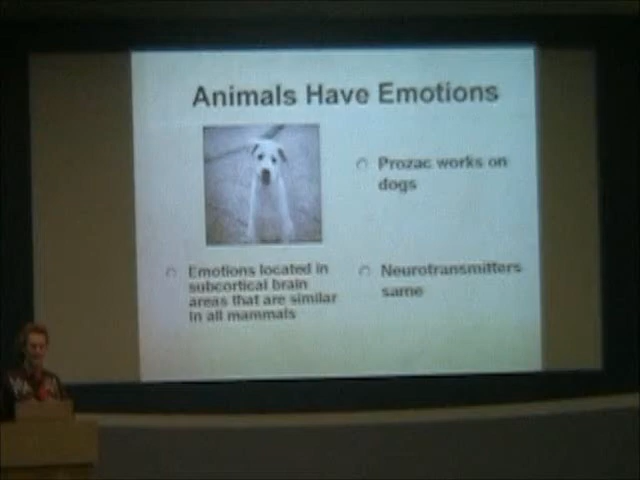 Animals Have Emotions
Prozac works on
dogs
Emotions located in
subcortical brain
areas that are similar
in all mammals
Neurotransmitters
same